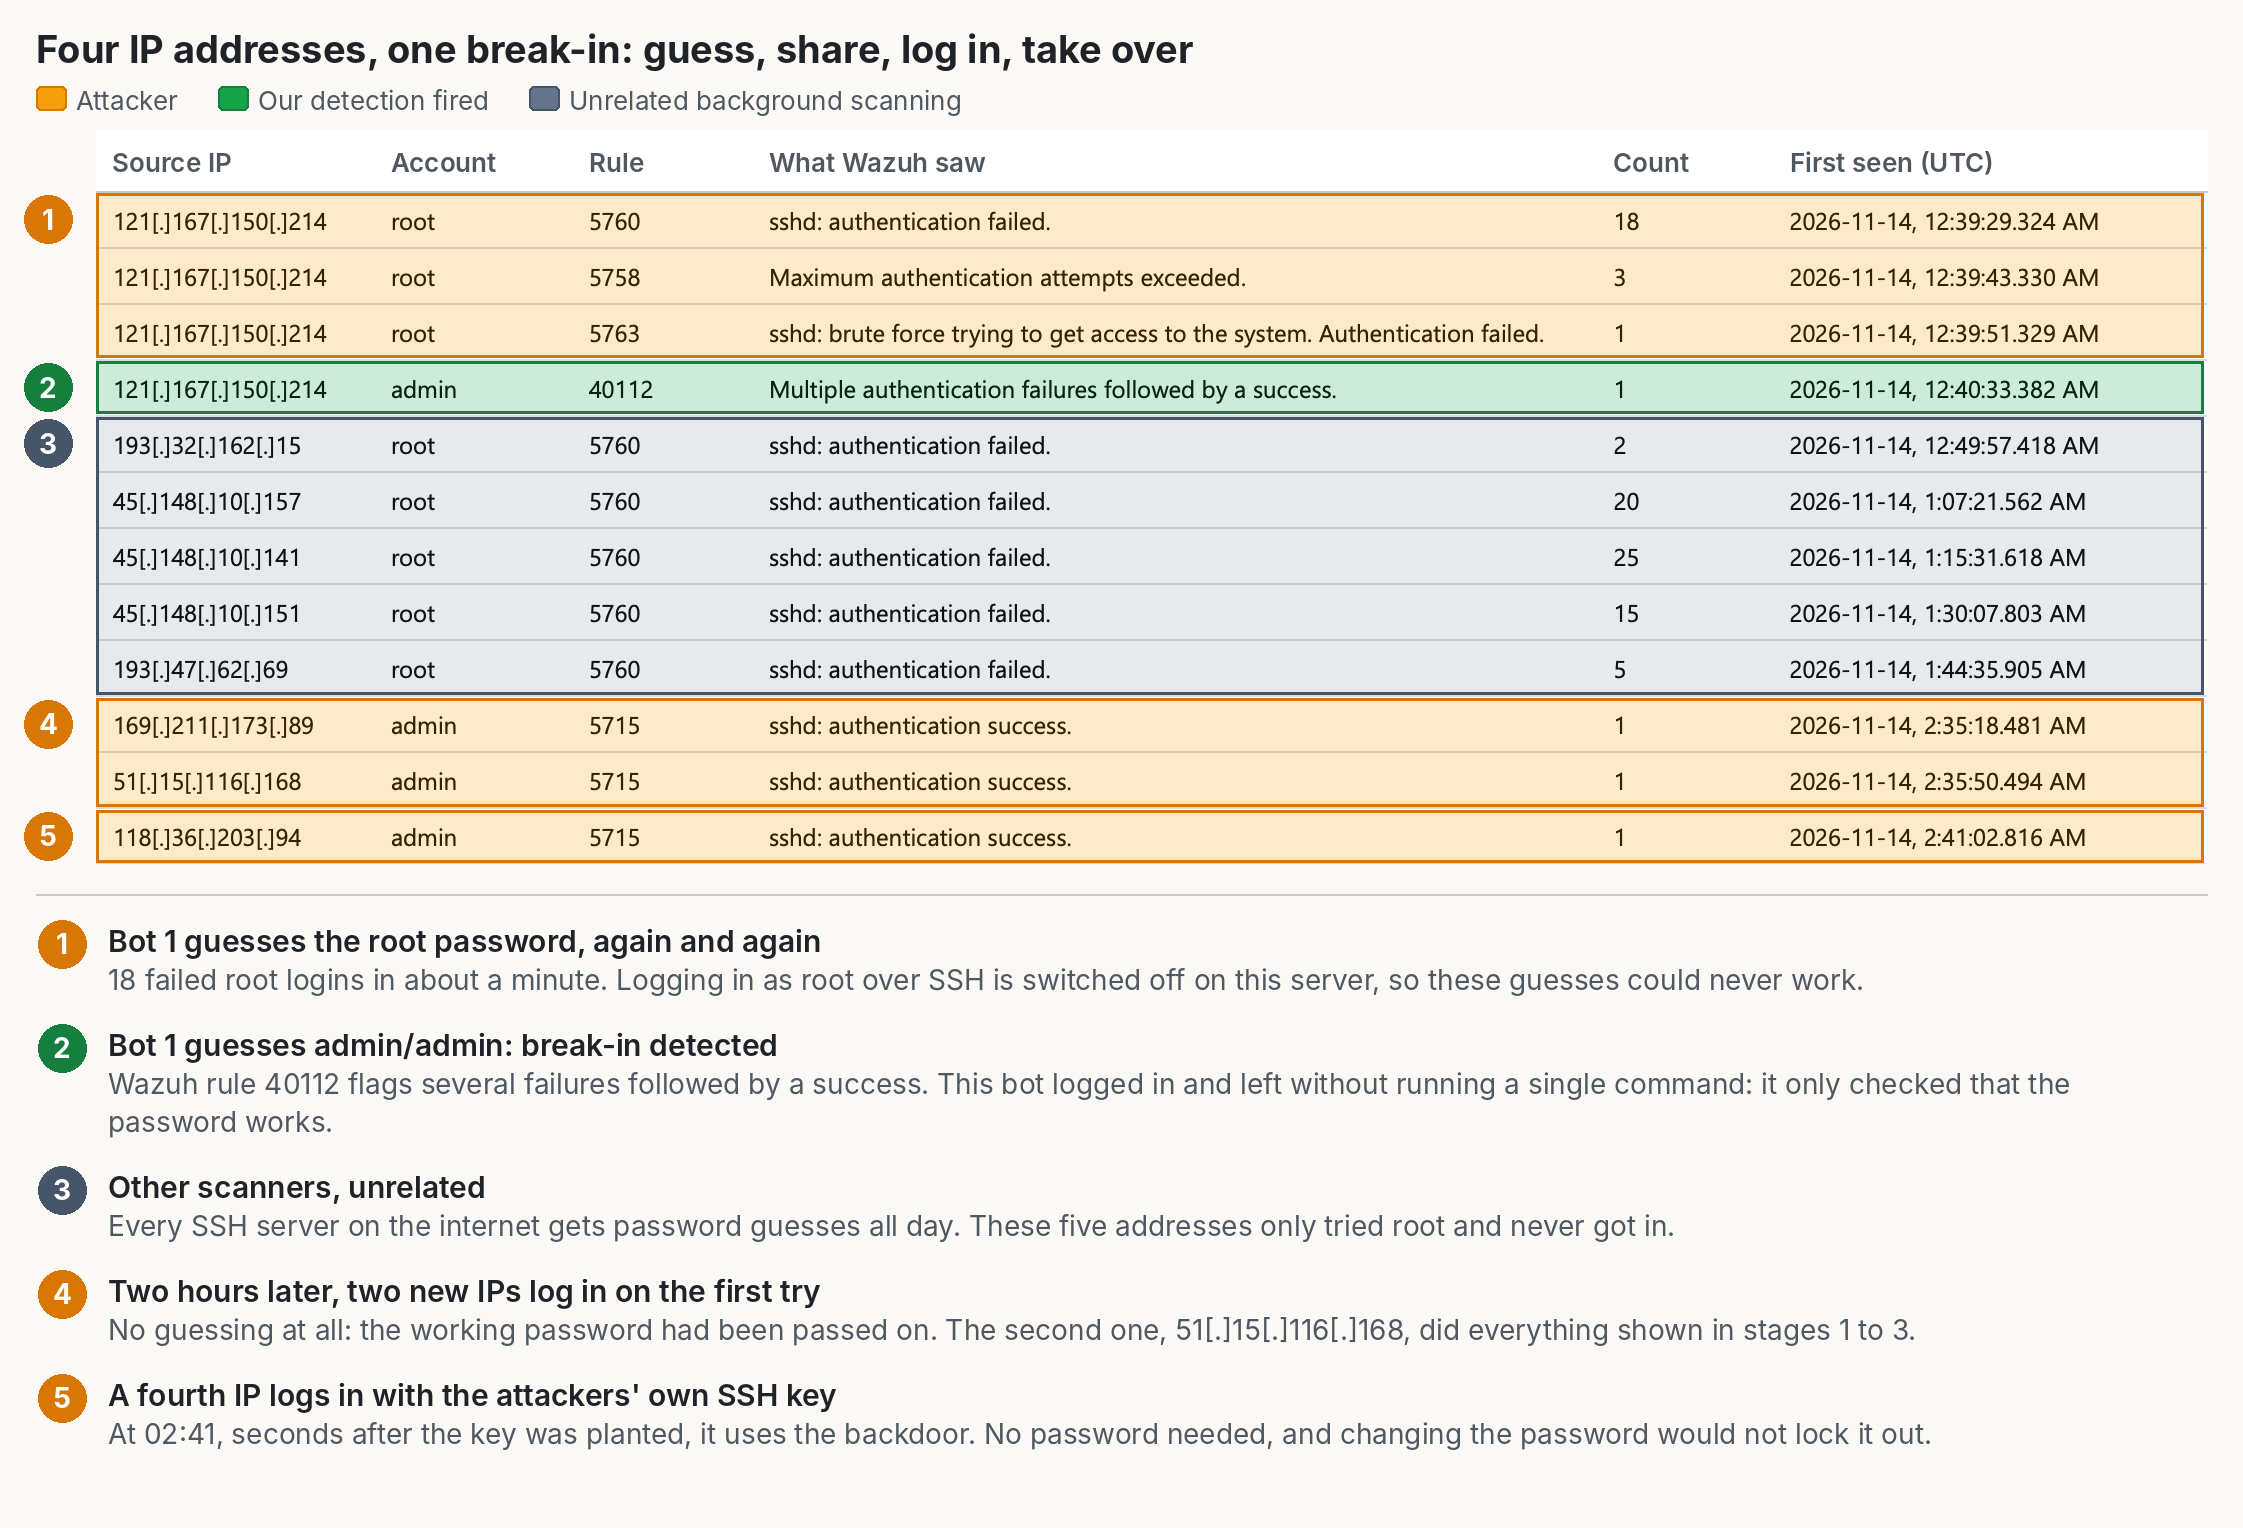 Four IP addresses, one break-in: guess, share, log in, take over
Attacker Our detection fired Unrelated background scanning
Source IP Account Rule What Wazuh saw Count First seen (UTC)
1 121[.]167[.]150[.]214 root 5760 sshd: authentication failed. 18 2026-11-14, 12:39:29.324 AM
121[.]167[.]150[.]214 root 5758 Maximum authentication attempts exceeded. 3 2026-11-14, 12:39:43.330 AM
121[.]167[.]150[.]214 root 5763 sshd: brute force trying to get access to the system. Authentication failed. 1 2026-11-14, 12:39:51.329 AM
2 121[.]167[.]150[.]214 admin 40112 Multiple authentication failures followed by a success. 1 2026-11-14, 12:40:33.382 AM
3 193[.]32[.]162[.]15 root 5760 sshd: authentication failed. 2 2026-11-14, 12:49:57.418 AM
45[.]148[.]10[.]157 root 5760 sshd: authentication failed. 20 2026-11-14, 1:07:21.562 AM
45[.]148[.]10[.]141 root 5760 sshd: authentication failed. 25 2026-11-14, 1:15:31.618 AM
45[.]148[.]10[.]151 root 5760 sshd: authentication failed. 15 2026-11-14, 1:30:07.803 AM
193[.]47[.]62[.]69 root 5760 sshd: authentication failed. 5 2026-11-14, 1:44:35.905 AM
4 169[.]211[.]173[.]89 admin 5715 sshd: authentication success. 1 2026-11-14, 2:35:18.481 AM
51[.]15[.]116[.]168 admin 5715 sshd: authentication success. 1 2026-11-14, 2:35:50.494 AM
5 118[.]36[.]203[.]94 admin 5715 sshd: authentication success. 1 2026-11-14, 2:41:02.816 AM
1 Bot 1 guesses the root password, again and again
18 failed root logins in about a minute. Logging in as root over SSH is switched off on this server, so these guesses could never work.
2 Bot 1 guesses admin/admin: break-in detected
Wazuh rule 40112 flags several failures followed by a success. This bot logged in and left without running a single command: it only checked that the
password works.
3 Other scanners, unrelated
Every SSH server on the internet gets password guesses all day. These five addresses only tried root and never got in.
4 Two hours later, two new IPs log in on the first try
No guessing at all: the working password had been passed on. The second one, 51[.]15[.]116[.]168, did everything shown in stages 1 to 3.
5 A fourth IP logs in with the attackers' own SSH key
At 02:41, seconds after the key was planted, it uses the backdoor. No password needed, and changing the password would not lock it out.